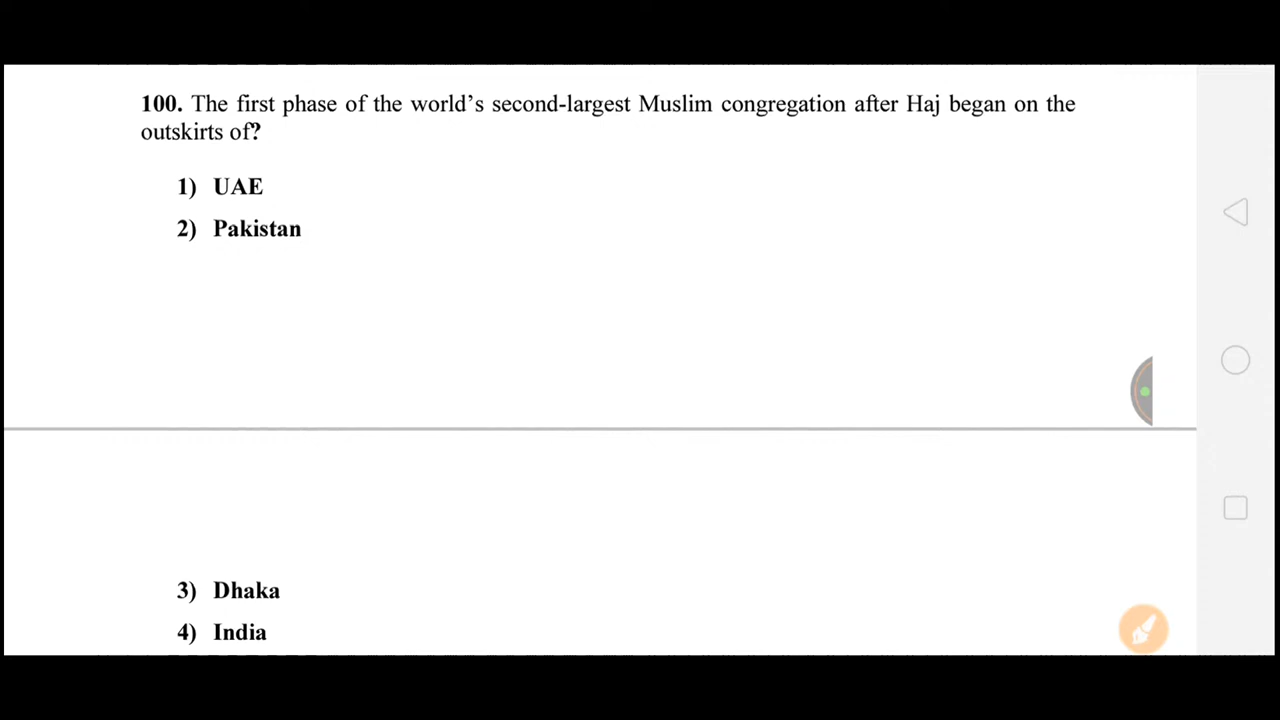 100. The first phase of the world’s second-largest Muslim congregation after Haj began on the
outskirts of?
1) UAE
2) Pakistan
3) Dhaka
4) India